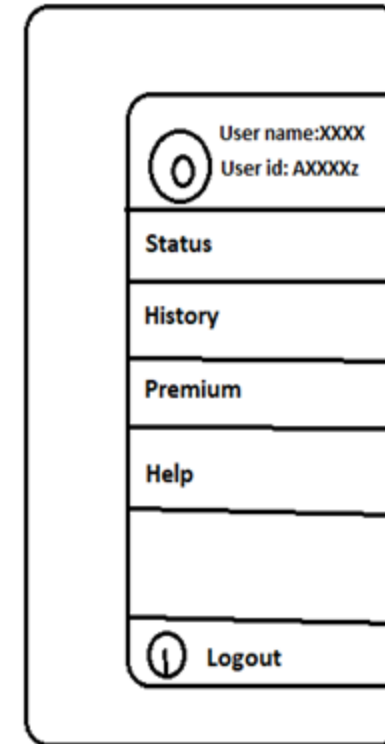 User name:XXXX
User id: AXXXXz
Status
History
Premium
Help
Logout